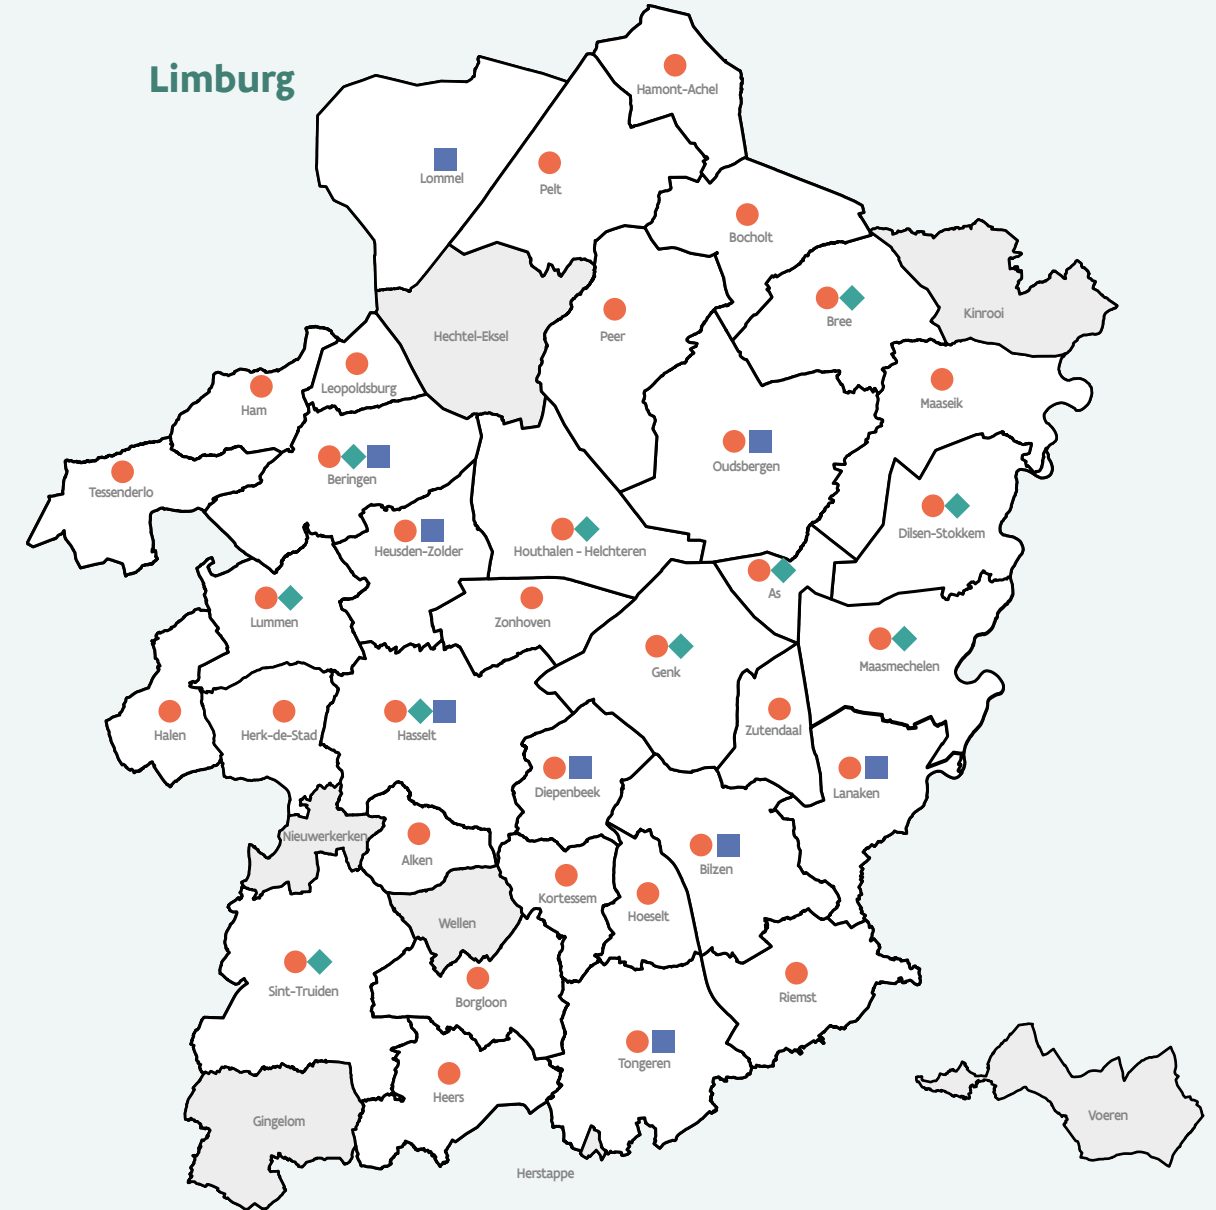 Limburg
Hamont-Achel
Lommel
Pelt
Bocholt
Kinrooi
Bree
Hechtel-Eksel
Peer
Leopoldsburg
Ham
Maaseik
Oudsbergen
Beringen
Tessenderlo
Dilsen-Stokkem
Heusden-Zolder
Houthalen - Helchteren
As
Lummen
Zonhoven
Genk
Maasmechelen
Halen
Herk-de-Stad
Hasselt
Zutendaal
Diepenbeek
Lanaken
Nieuwerkerken
Alken
Bilzen
Kortessem
Hoeselt
Wellen
Sint-Truiden
Borgloon
Riemst
Tongeren
Heers
Gingelom
Voeren
Herstappe